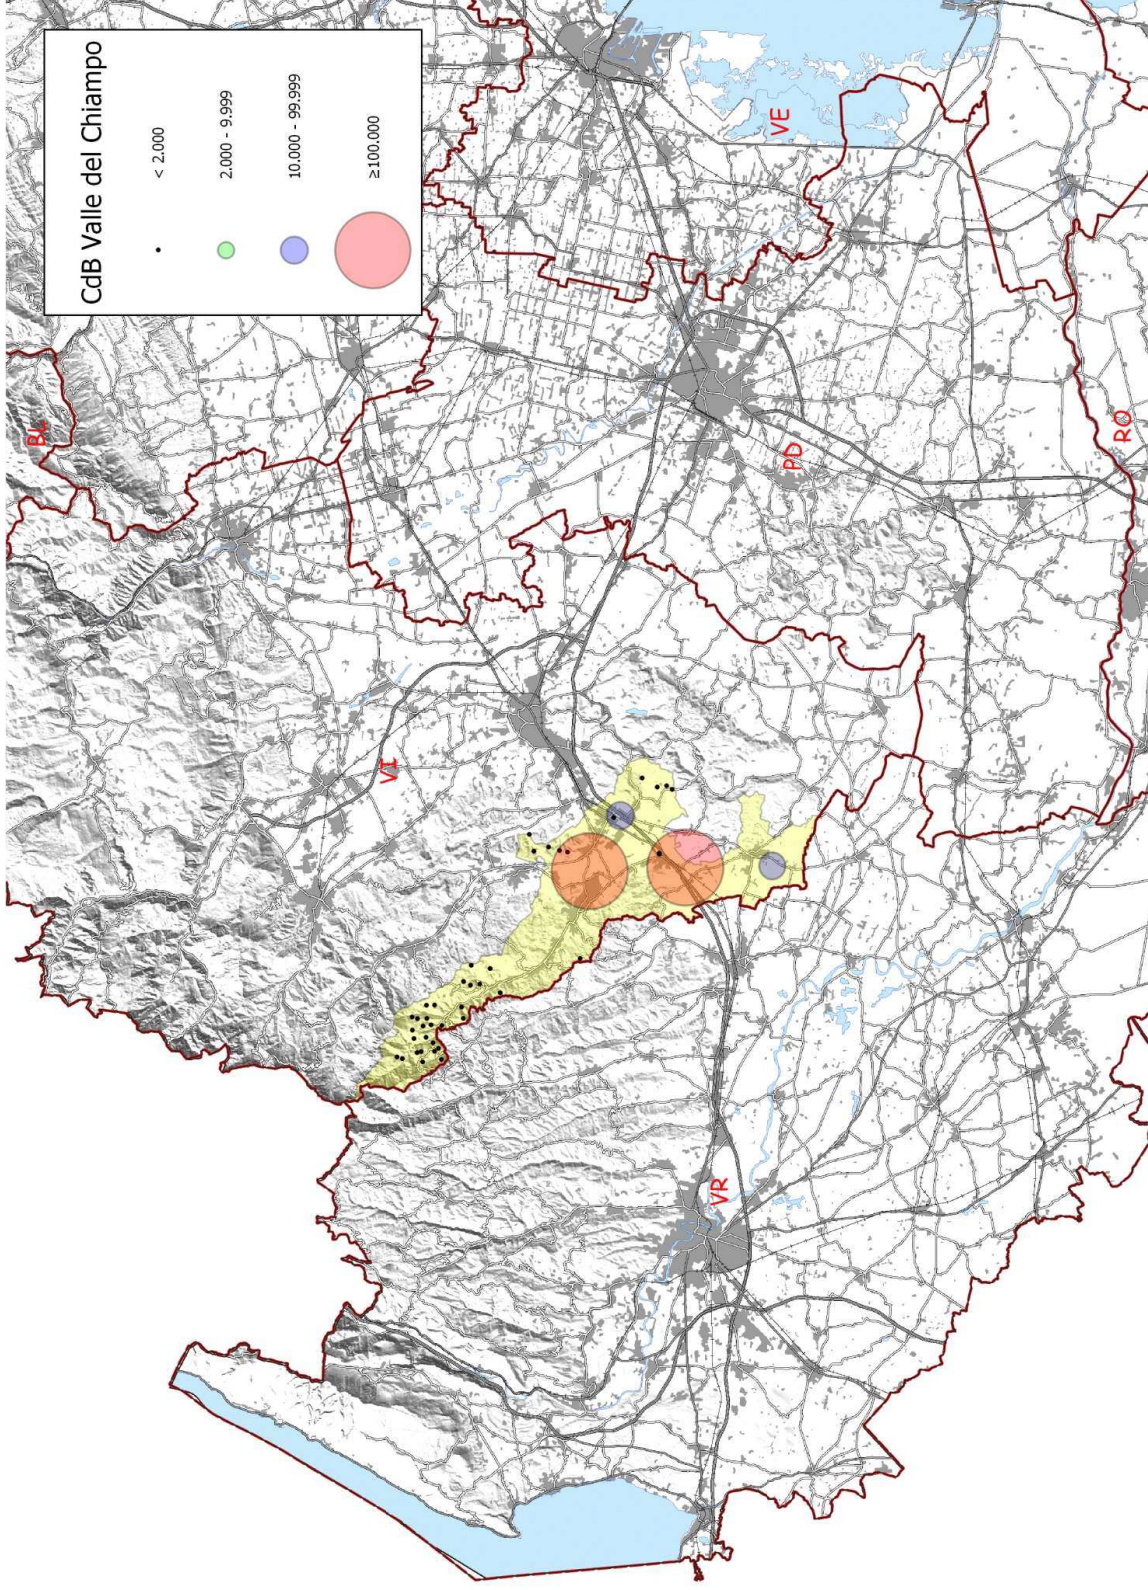 CdB Valle del Chiampo
< 2.000
2.000 - 9.999
10.000 - 99.999
≥100.000
BL
VI
VE
PD
VR
RO